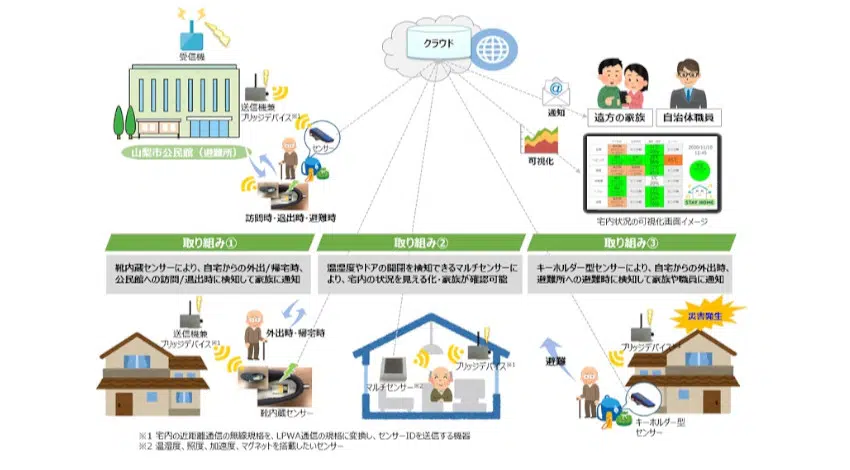 クラウド
受信機
送信機兼
ブリッジデバイス※1
センサー
山梨市公民館（避難所）
訪問時・退出時・避難時
通知
遠方の家族
自治体職員
可視化
STAY HOME
宅内状況の可視化画面イメージ
取り組み①
取り組み②
取り組み③
靴内蔵センサーにより、自宅からの外出/帰宅時、
公民館への訪問/退出時に検知して家族に通知
温湿度やドアの開閉を検知できるマルチセンサーに
より、宅内の状況を見える化・家族が確認可能
キーホルダー型センサーにより、自宅からの外出時、
避難所への避難時に検知して家族や職員に通知
送信機兼
ブリッジデバイス※1
外出時・帰宅時
靴内蔵センサー
マルチセンサー※2
ブリッジデバイス※1
災害発生
ブリッジデバイス※1
避難
キーホルダー型
センサー
※1 宅内の近距離通信の無線規格を、LPWA通信の規格に変換し、センサーIDを送信する機器
※2 温湿度、照度、加速度、マグネットを搭載したいセンサー